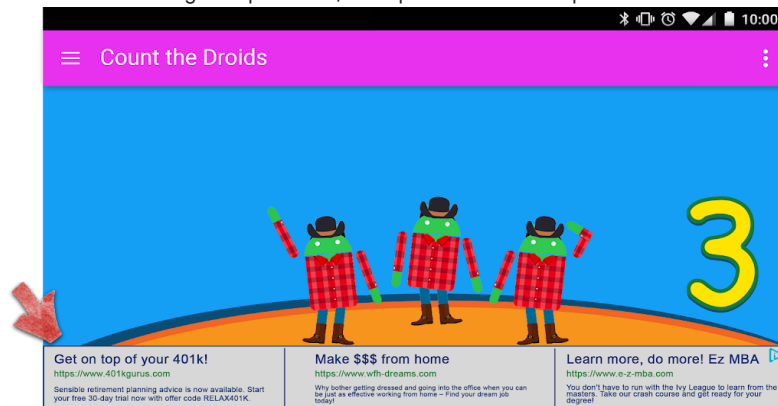 10:00
Count the Droids
3
Get on top of your 401k!
https://www.401kgurus.com
Sensible retirement planning advice is now available. Start
your free 30-day trial now with offer code RELAX401K.
Make $$$ from home
https://www.wfh-dreams.com
Why bother getting dressed and going into the office when you can
be just as effective working from home – Find your dream job
today!
Learn more, do more! Ez MBA
https://www.e-z-mba.com
You don't have to run with the Ivy League to learn from the
masters. Take our crash course and get ready for your
degree!